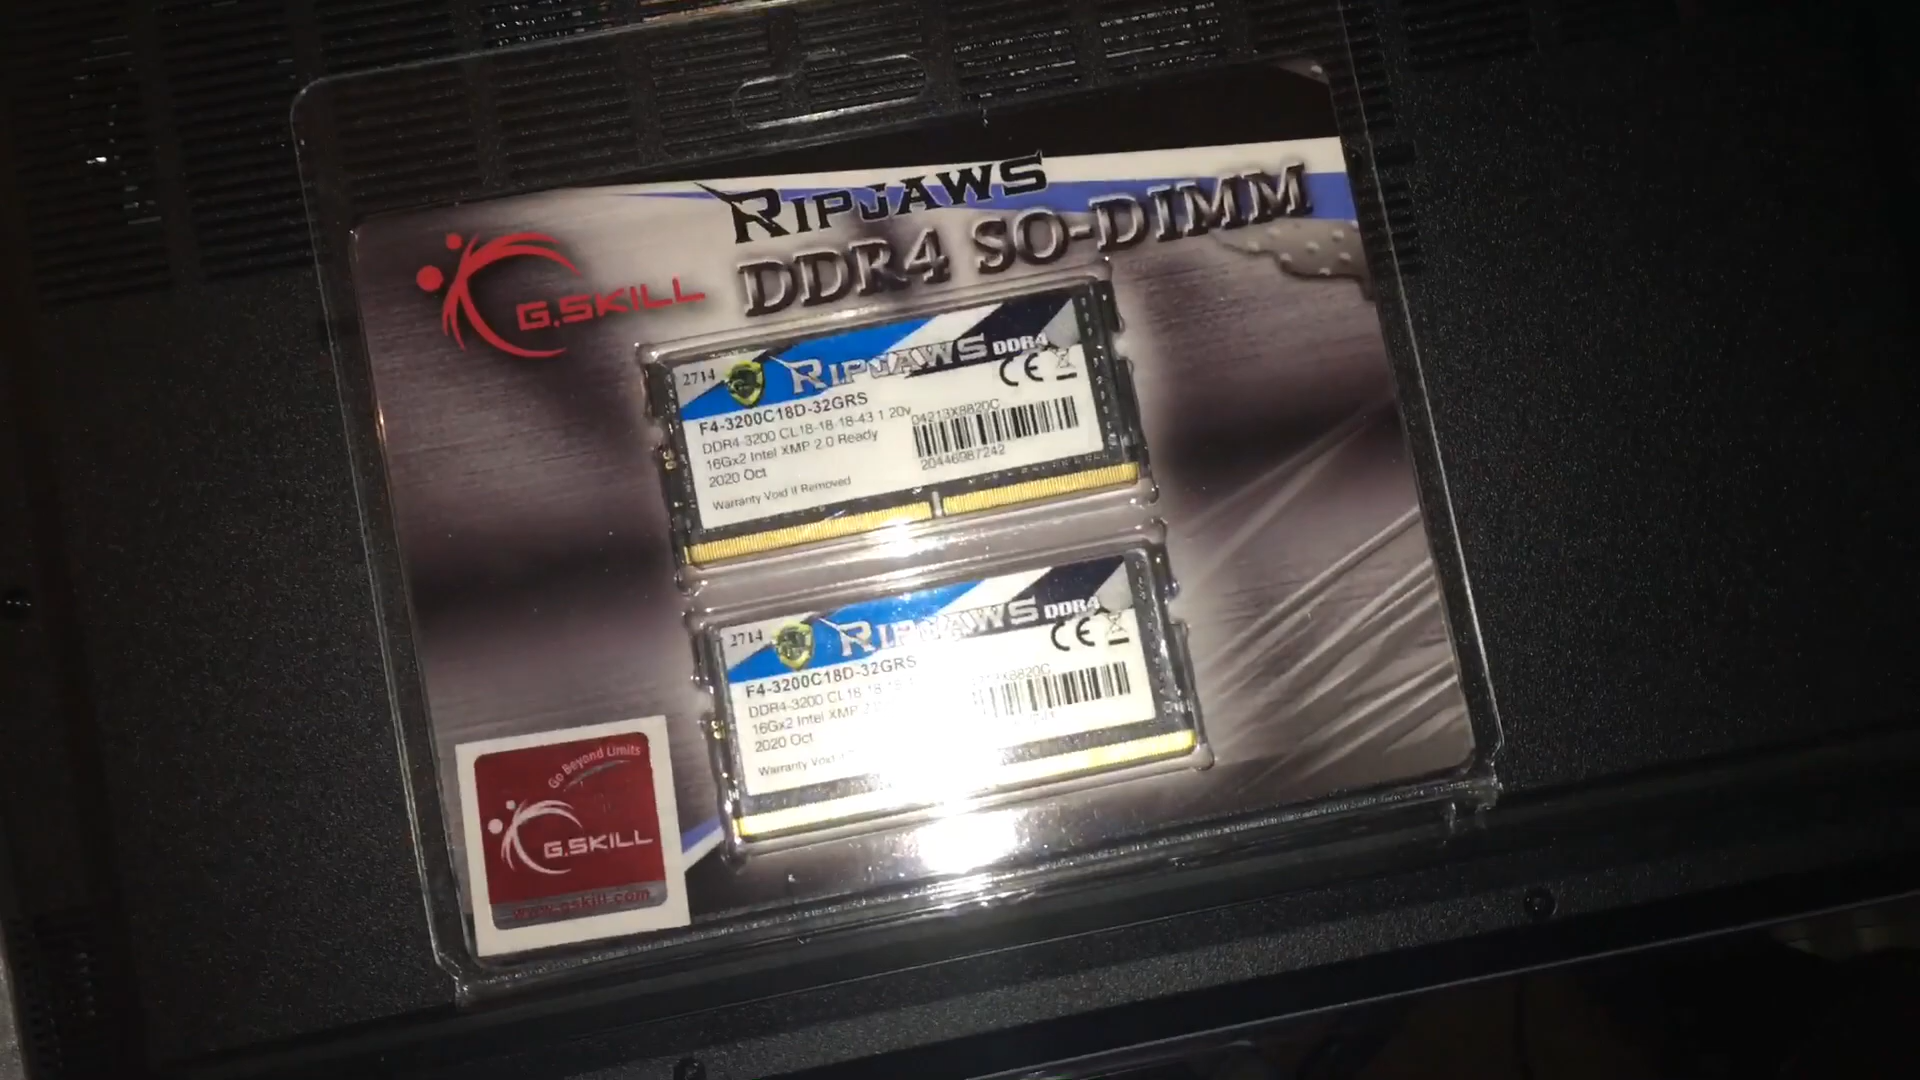 RIPJAWS
DDR4 SO-DIMM
G.SKILL
2714
RIPJAWS DDR4
CE
F4-3200C18D-32GRS
DDR4-3200 CL18-18-18-43 1.20v
16Gx2 Intel XMP 2.0 Ready
2020 Oct
Warranty Void If Removed
04213X8820C
20446987242
2714
RIPJAWS DDR4
CE
F4-3200C18D-32GRS
DDR4-3200 CL18-18-18
16Gx2 Intel XMP
2020 Oct
Warranty Void
Go Beyond Limits
G.SKILL
www.gskill.com